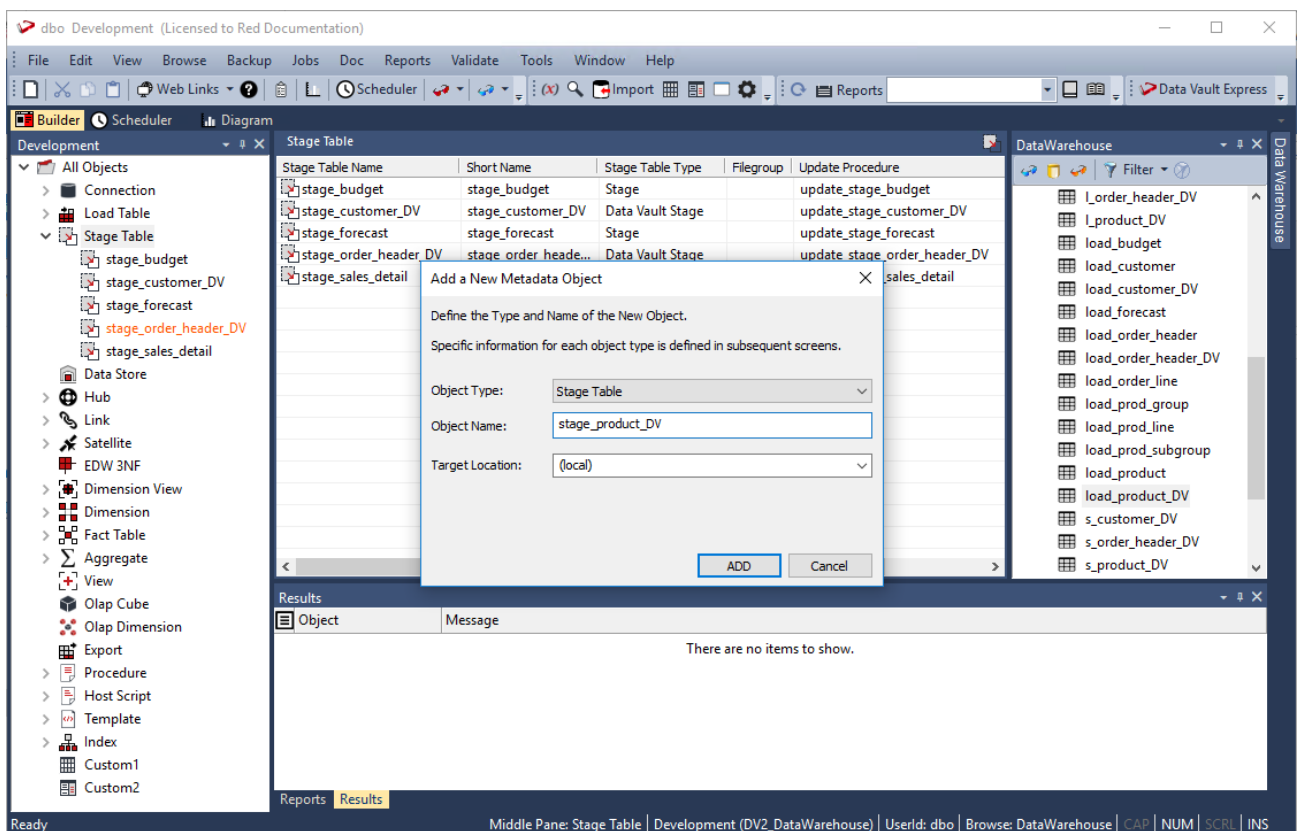 dbo Development (Licensed to Red Documentation)
File Edit View Browse Backup Jobs Doc Reports Validate Tools Window Help
Web Links Scheduler (x) Import Reports Data Vault Express
Builder Scheduler Diagram
Development
All Objects
Connection
Load Table
Stage Table
stage_budget
stage_customer_DV
stage_forecast
stage_order_header_DV
stage_sales_detail
Data Store
Hub
Link
Satellite
EDW 3NF
Dimension View
Dimension
Fact Table
Aggregate
View
Olap Cube
Olap Dimension
Export
Procedure
Host Script
Template
Index
Custom1
Custom2
Stage Table
Stage Table Name Short Name Stage Table Type Filegroup Update Procedure
stage_budget stage_budget Stage update_stage_budget
stage_customer_DV stage_customer_DV Data Vault Stage update_stage_customer_DV
stage_forecast stage_forecast Stage update_stage_forecast
stage_order_header_DV stage_order_heade... Data Vault Stage update_stage_order_header_DV
stage_sales_detail _sales_detail
Add a New Metadata Object
Define the Type and Name of the New Object.
Specific information for each object type is defined in subsequent screens.
Object Type: Stage Table
Object Name: stage_product_DV
Target Location: (local)
ADD Cancel
Results
Object Message
There are no items to show.
Reports Results
DataWarehouse
Filter
l_order_header_DV
l_product_DV
load_budget
load_customer
load_customer_DV
load_forecast
load_order_header
load_order_header_DV
load_order_line
load_prod_group
load_prod_line
load_prod_subgroup
load_product
load_product_DV
s_customer_DV
s_order_header_DV
s_product_DV
Data Warehouse
Ready Middle Pane: Stage Table Development (DV2_DataWarehouse) UserId: dbo Browse: DataWarehouse CAP NUM SCRL INS